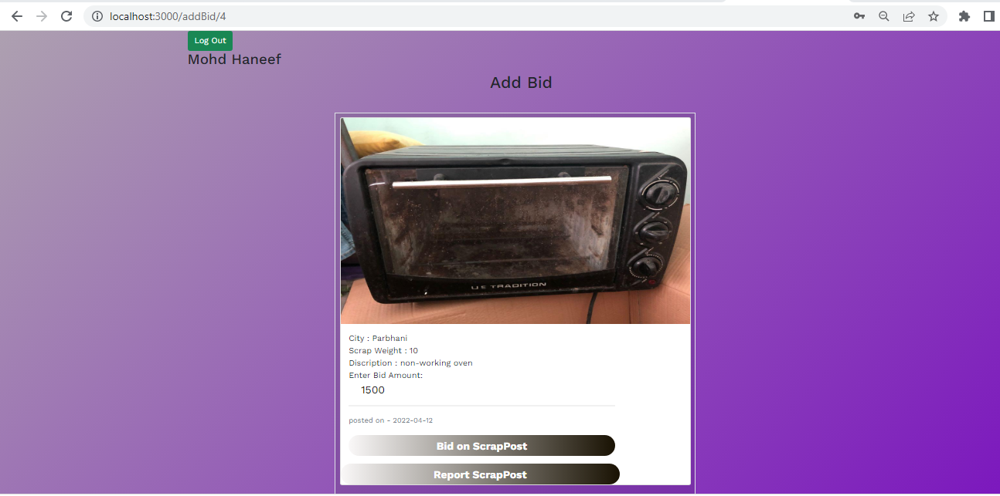 localhost:3000/addBid/4
Log Out
Mohd Haneef
Add Bid
U E TRADITION
City : Parbhani
Scrap Weight : 10
Discription : non-working oven
Enter Bid Amount:
1500
posted on - 2022-04-12
Bid on ScrapPost
Report ScrapPost